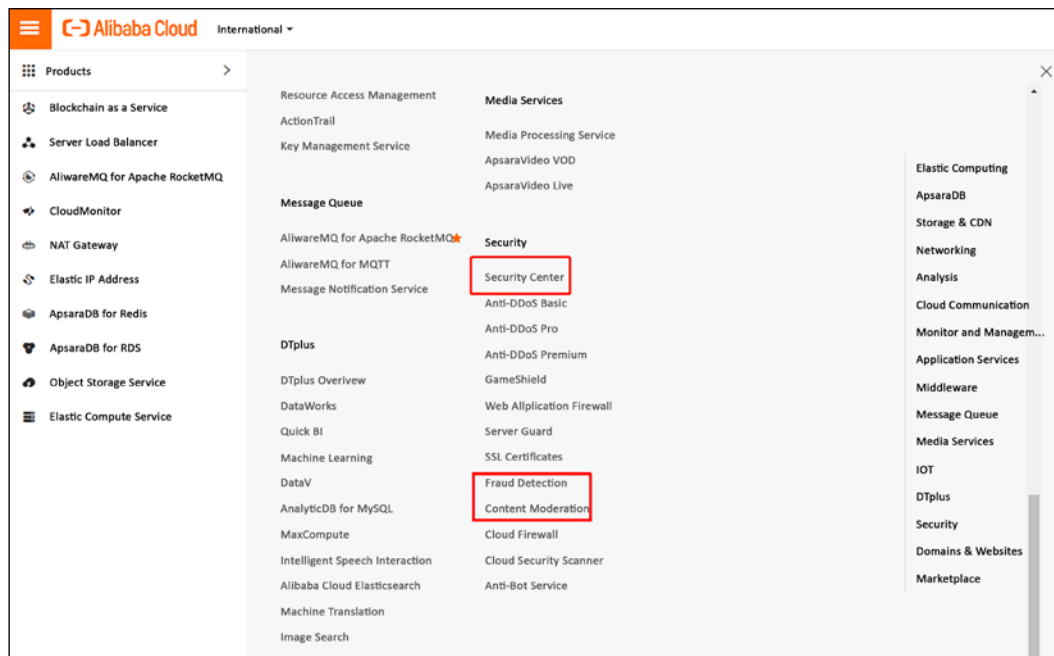 Alibaba Cloud International
Products
Blockchain as a Service
Server Load Balancer
AliwareMQ for Apache RocketMQ
CloudMonitor
NAT Gateway
Elastic IP Address
ApsaraDB for Redis
ApsaraDB for RDS
Object Storage Service
Elastic Compute Service
Resource Access Management
ActionTrail
Key Management Service
Message Queue
AliwareMQ for Apache RocketMQ
AliwareMQ for MQTT
Message Notification Service
DTplus
DTplus Overivew
DataWorks
Quick BI
Machine Learning
DataV
AnalyticDB for MySQL
MaxCompute
Intelligent Speech Interaction
Alibaba Cloud Elasticsearch
Machine Translation
Image Search
Media Services
Media Processing Service
ApsaraVideo VOD
ApsaraVideo Live
Security
Security Center
Anti-DDoS Basic
Anti-DDoS Pro
Anti-DDoS Premium
GameShield
Web Allplication Firewall
Server Guard
SSL Certificates
Fraud Detection
Content Moderation
Cloud Firewall
Cloud Security Scanner
Anti-Bot Service
Elastic Computing
ApsaraDB
Storage & CDN
Networking
Analysis
Cloud Communication
Monitor and Managem...
Application Services
Middleware
Message Queue
Media Services
IOT
DTplus
Security
Domains & Websites
Marketplace